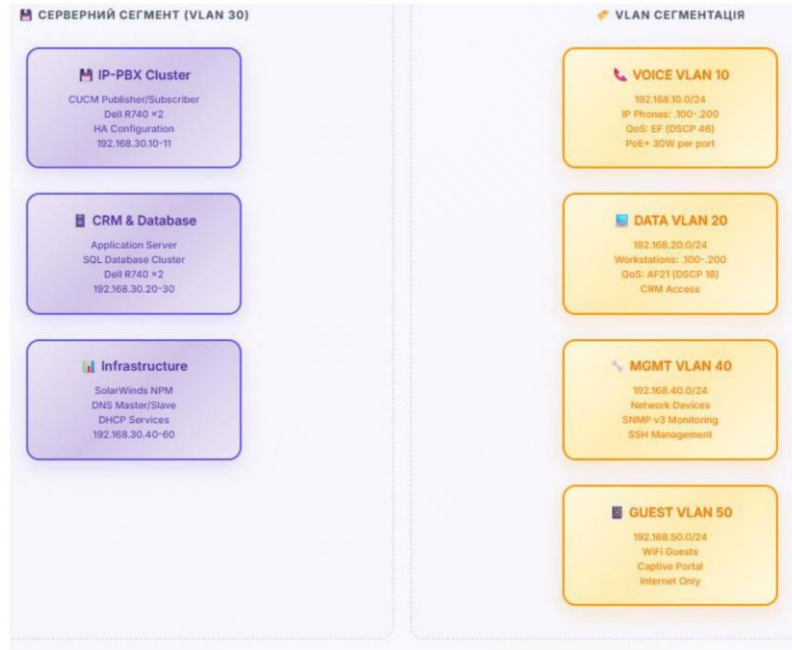 СЕРВЕРНИЙ СЕГМЕНТ (VLAN 30)
IP-PBX Cluster
CUCM Publisher/Subscriber
Dell R740 ×2
HA Configuration
192.168.30.10-11
CRM & Database
Application Server
SQL Database Cluster
Dell R740 ×2
192.168.30.20-30
Infrastructure
SolarWinds NPM
DNS Master/Slave
DHCP Services
192.168.30.40-60
VLAN СЕГМЕНТАЦІЯ
VOICE VLAN 10
192.168.10.0/24
IP Phones: .100-.200
QoS: EF (DSCP 46)
PoE+ 30W per port
DATA VLAN 20
192.168.20.0/24
Workstations: .100-.200
QoS: AF21 (DSCP 18)
CRM Access
MGMT VLAN 40
192.168.40.0/24
Network Devices
SNMP v3 Monitoring
SSH Management
GUEST VLAN 50
192.168.50.0/24
WiFi Guests
Captive Portal
Internet Only